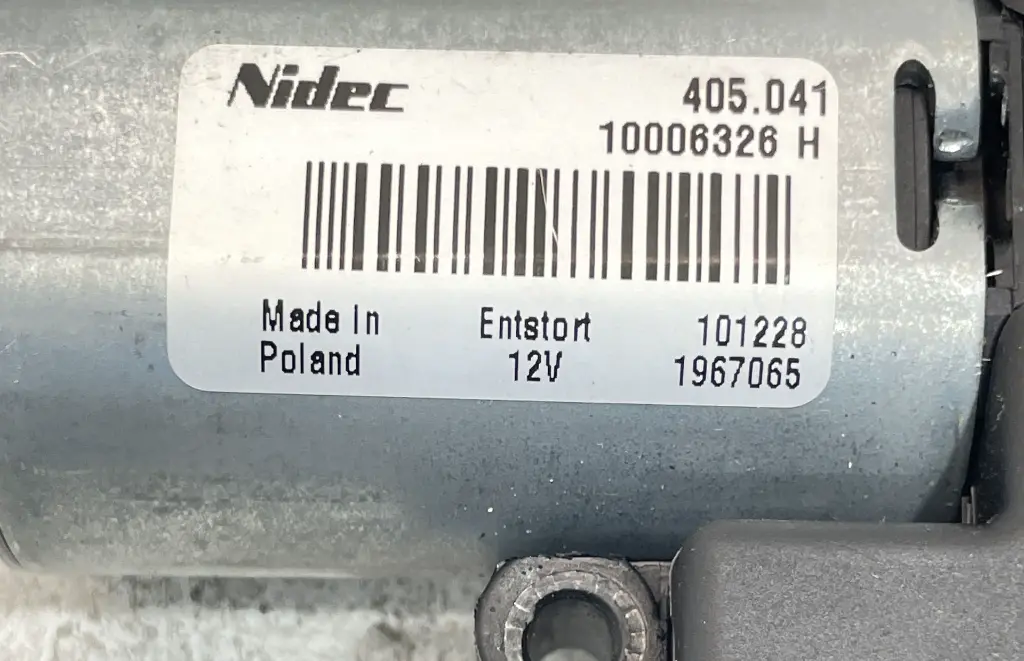 Nidec
405.041
10006326 H
Made In
Poland
Entstort
12V
101228
1967065